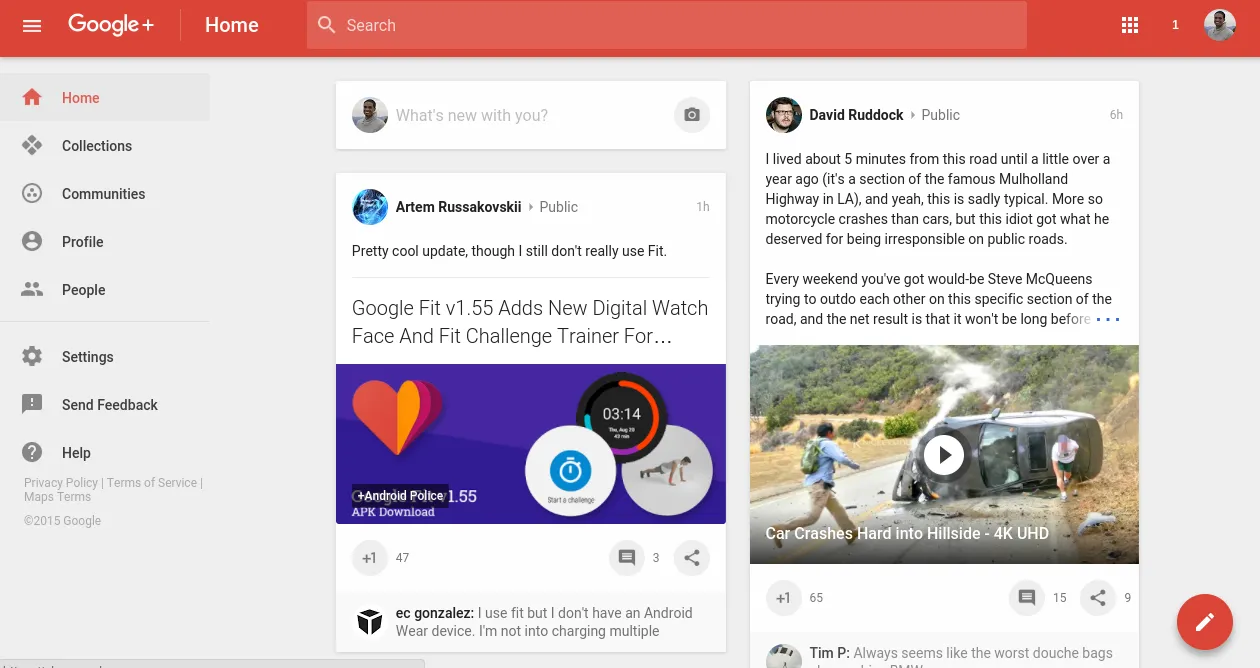 Google+
Home
Search
1
Home
Collections
Communities
Profile
People
Settings
Send Feedback
Help
Privacy Policy | Terms of Service |
Maps Terms
©2015 Google
What's new with you?
Artem Russakovskii
Public
1h
Pretty cool update, though I still don't really use Fit.
Google Fit v1.55 Adds New Digital Watch
Face And Fit Challenge Trainer For...
03:14
Start a challenge
+Android Police
v1.55
APK Download
+1
47
3
ec gonzalez: I use fit but I don't have an Android
Wear device. I'm not into charging multiple
David Ruddock
Public
6h
I lived about 5 minutes from this road until a little over a
year ago (it's a section of the famous Mulholland
Highway in LA), and yeah, this is sadly typical. More so
motorcycle crashes than cars, but this idiot got what he
deserved for being irresponsible on public roads.
Every weekend you've got would-be Steve McQueens
trying to outdo each other on this specific section of the
road, and the net result is that it won't be long before ...
Car Crashes Hard into Hillside - 4K UHD
+1
65
15
9
Tim P: Always seems like the worst douche bags